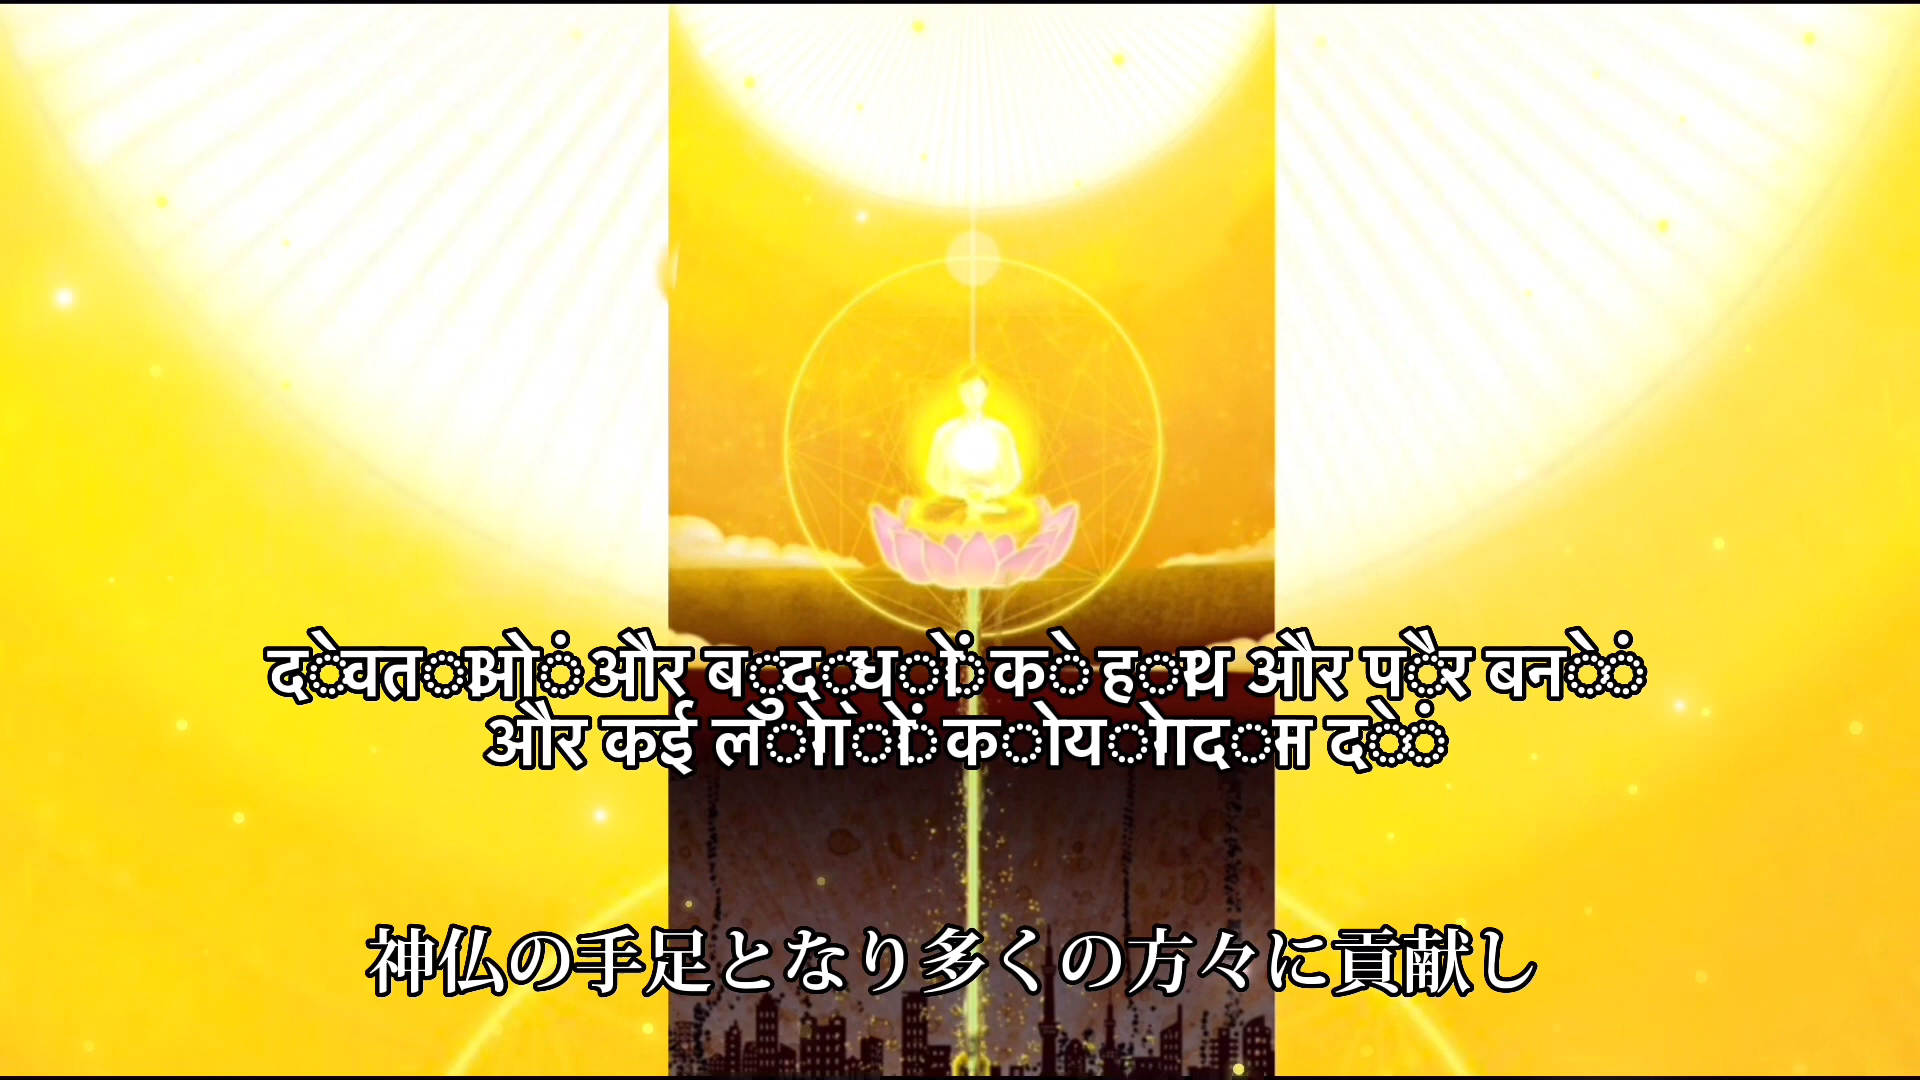 देवताओं और बुद्धों के हाथ और पैर बनें
और कई लोगों को योगदान दें
神仏の手足となり多くの方々に貢献し